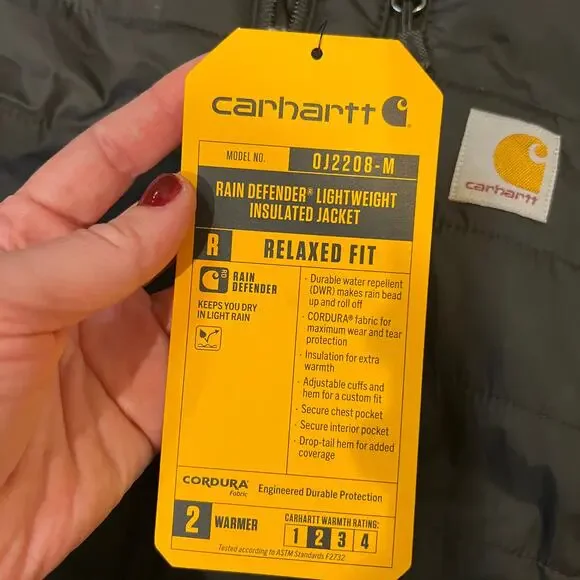 carhartt
MODEL NO. OJ2208-M
RAIN DEFENDER® LIGHTWEIGHT
INSULATED JACKET
R RELAXED FIT
RD RAIN
DEFENDER
KEEPS YOU DRY
IN LIGHT RAIN
· Durable water repellent
(DWR) makes rain bead
up and roll off
· CORDURA® fabric for
maximum wear and tear
protection
· Insulation for extra
warmth
· Adjustable cuffs and
hem for a custom fit
· Secure chest pocket
· Secure interior pocket
· Drop-tail hem for added
coverage
CORDURA® Fabric Engineered Durable Protection
2 WARMER
CARHARTT WARMTH RATING:
1 2 3 4
Tested according to ASTM Standards F2732
carhartt